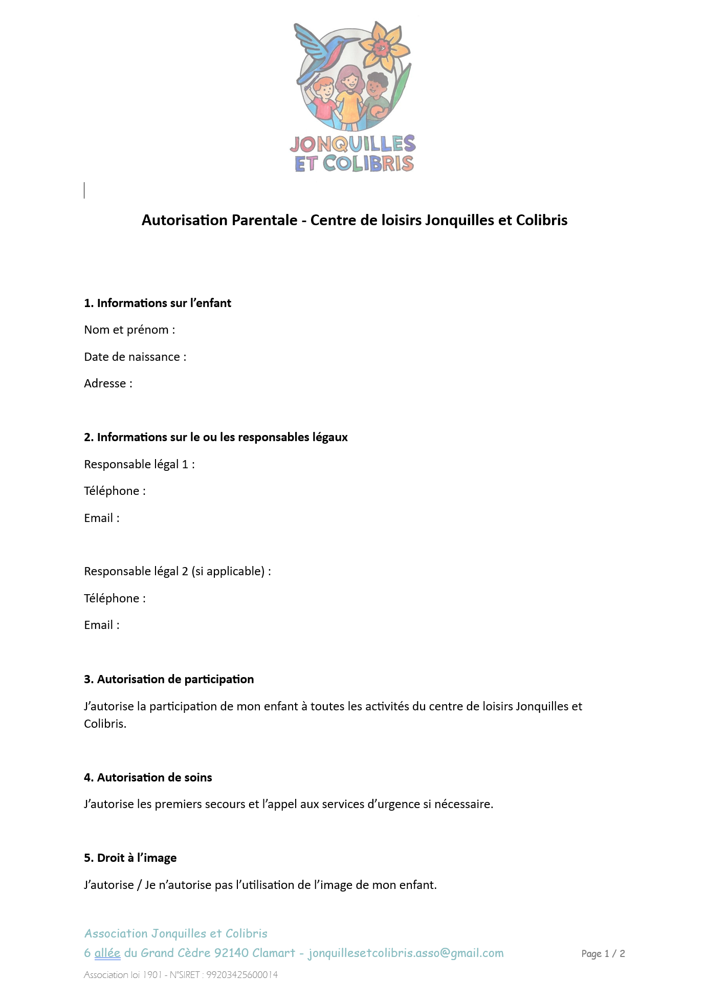 JONQUILLES
ET COLIBRIS
Autorisation Parentale - Centre de loisirs Jonquilles et Colibris
1. Informations sur l’enfant
Nom et prénom :
Date de naissance :
Adresse :
2. Informations sur le ou les responsables légaux
Responsable légal 1 :
Téléphone :
Email :
Responsable légal 2 (si applicable) :
Téléphone :
Email :
3. Autorisation de participation
J’autorise la participation de mon enfant à toutes les activités du centre de loisirs Jonquilles et
Colibris.
4. Autorisation de soins
J’autorise les premiers secours et l’appel aux services d’urgence si nécessaire.
5. Droit à l’image
J’autorise / Je n’autorise pas l’utilisation de l’image de mon enfant.
Association Jonquilles et Colibris
6 allée du Grand Cèdre 92140 Clamart - jonquillesetcolibris.asso@gmail.com Page 1 / 2
Association loi 1901 - N°SIRET : 99203425600014